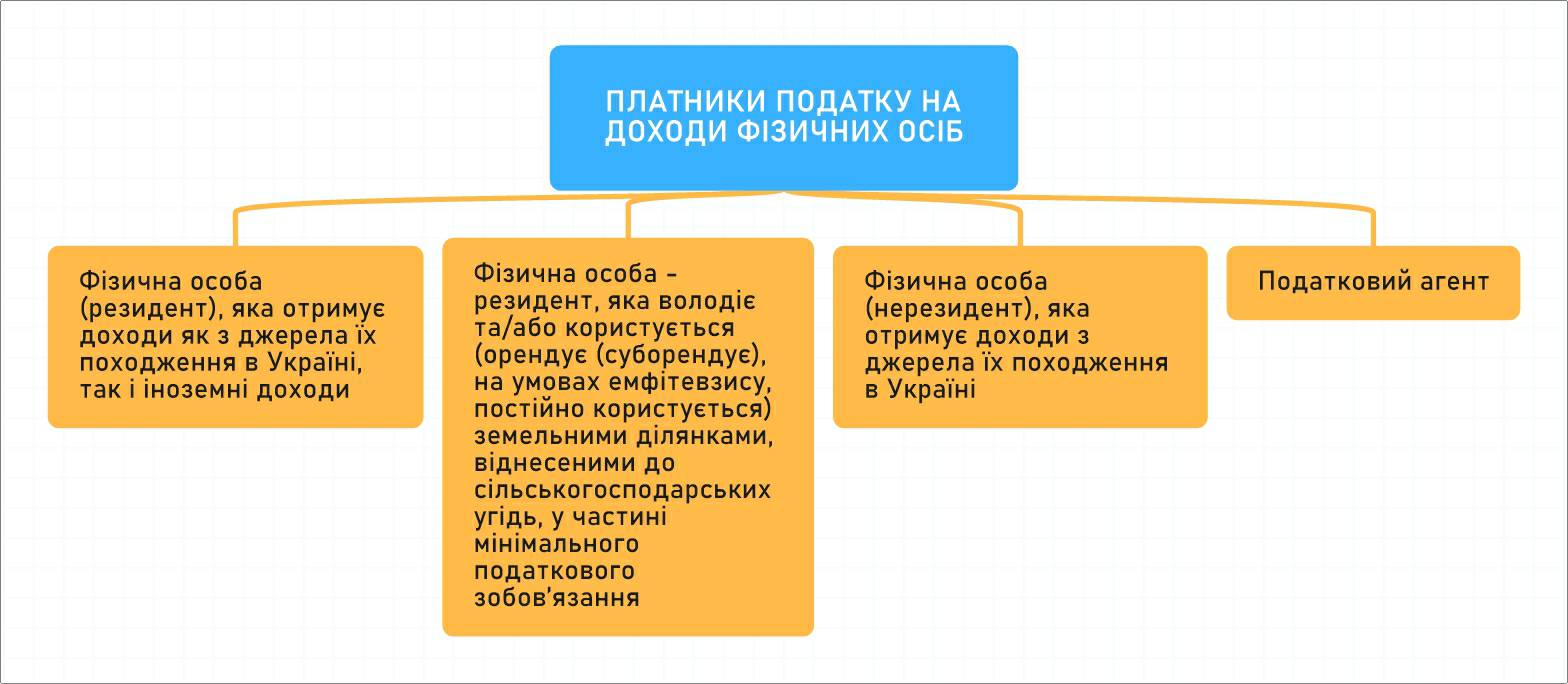 ПЛАТНИКИ ПОДАТКУ НА
ДОХОДИ ФІЗИЧНИХ ОСІБ
Фізична особа
(резидент), яка отримує
доходи як з джерела їх
походження в Україні,
так і іноземні доходи
Фізична особа -
резидент, яка володіє
та/або користується
(орендує (суборендує),
на умовах емфітевзису,
постійно користується)
земельними ділянками,
віднесеними до
сільськогосподарських
угідь, у частині
мінімального
податкового
зобов'язання
Фізична особа
(нерезидент), яка
отримує доходи з
джерела їх походження
в Україні
Податковий агент